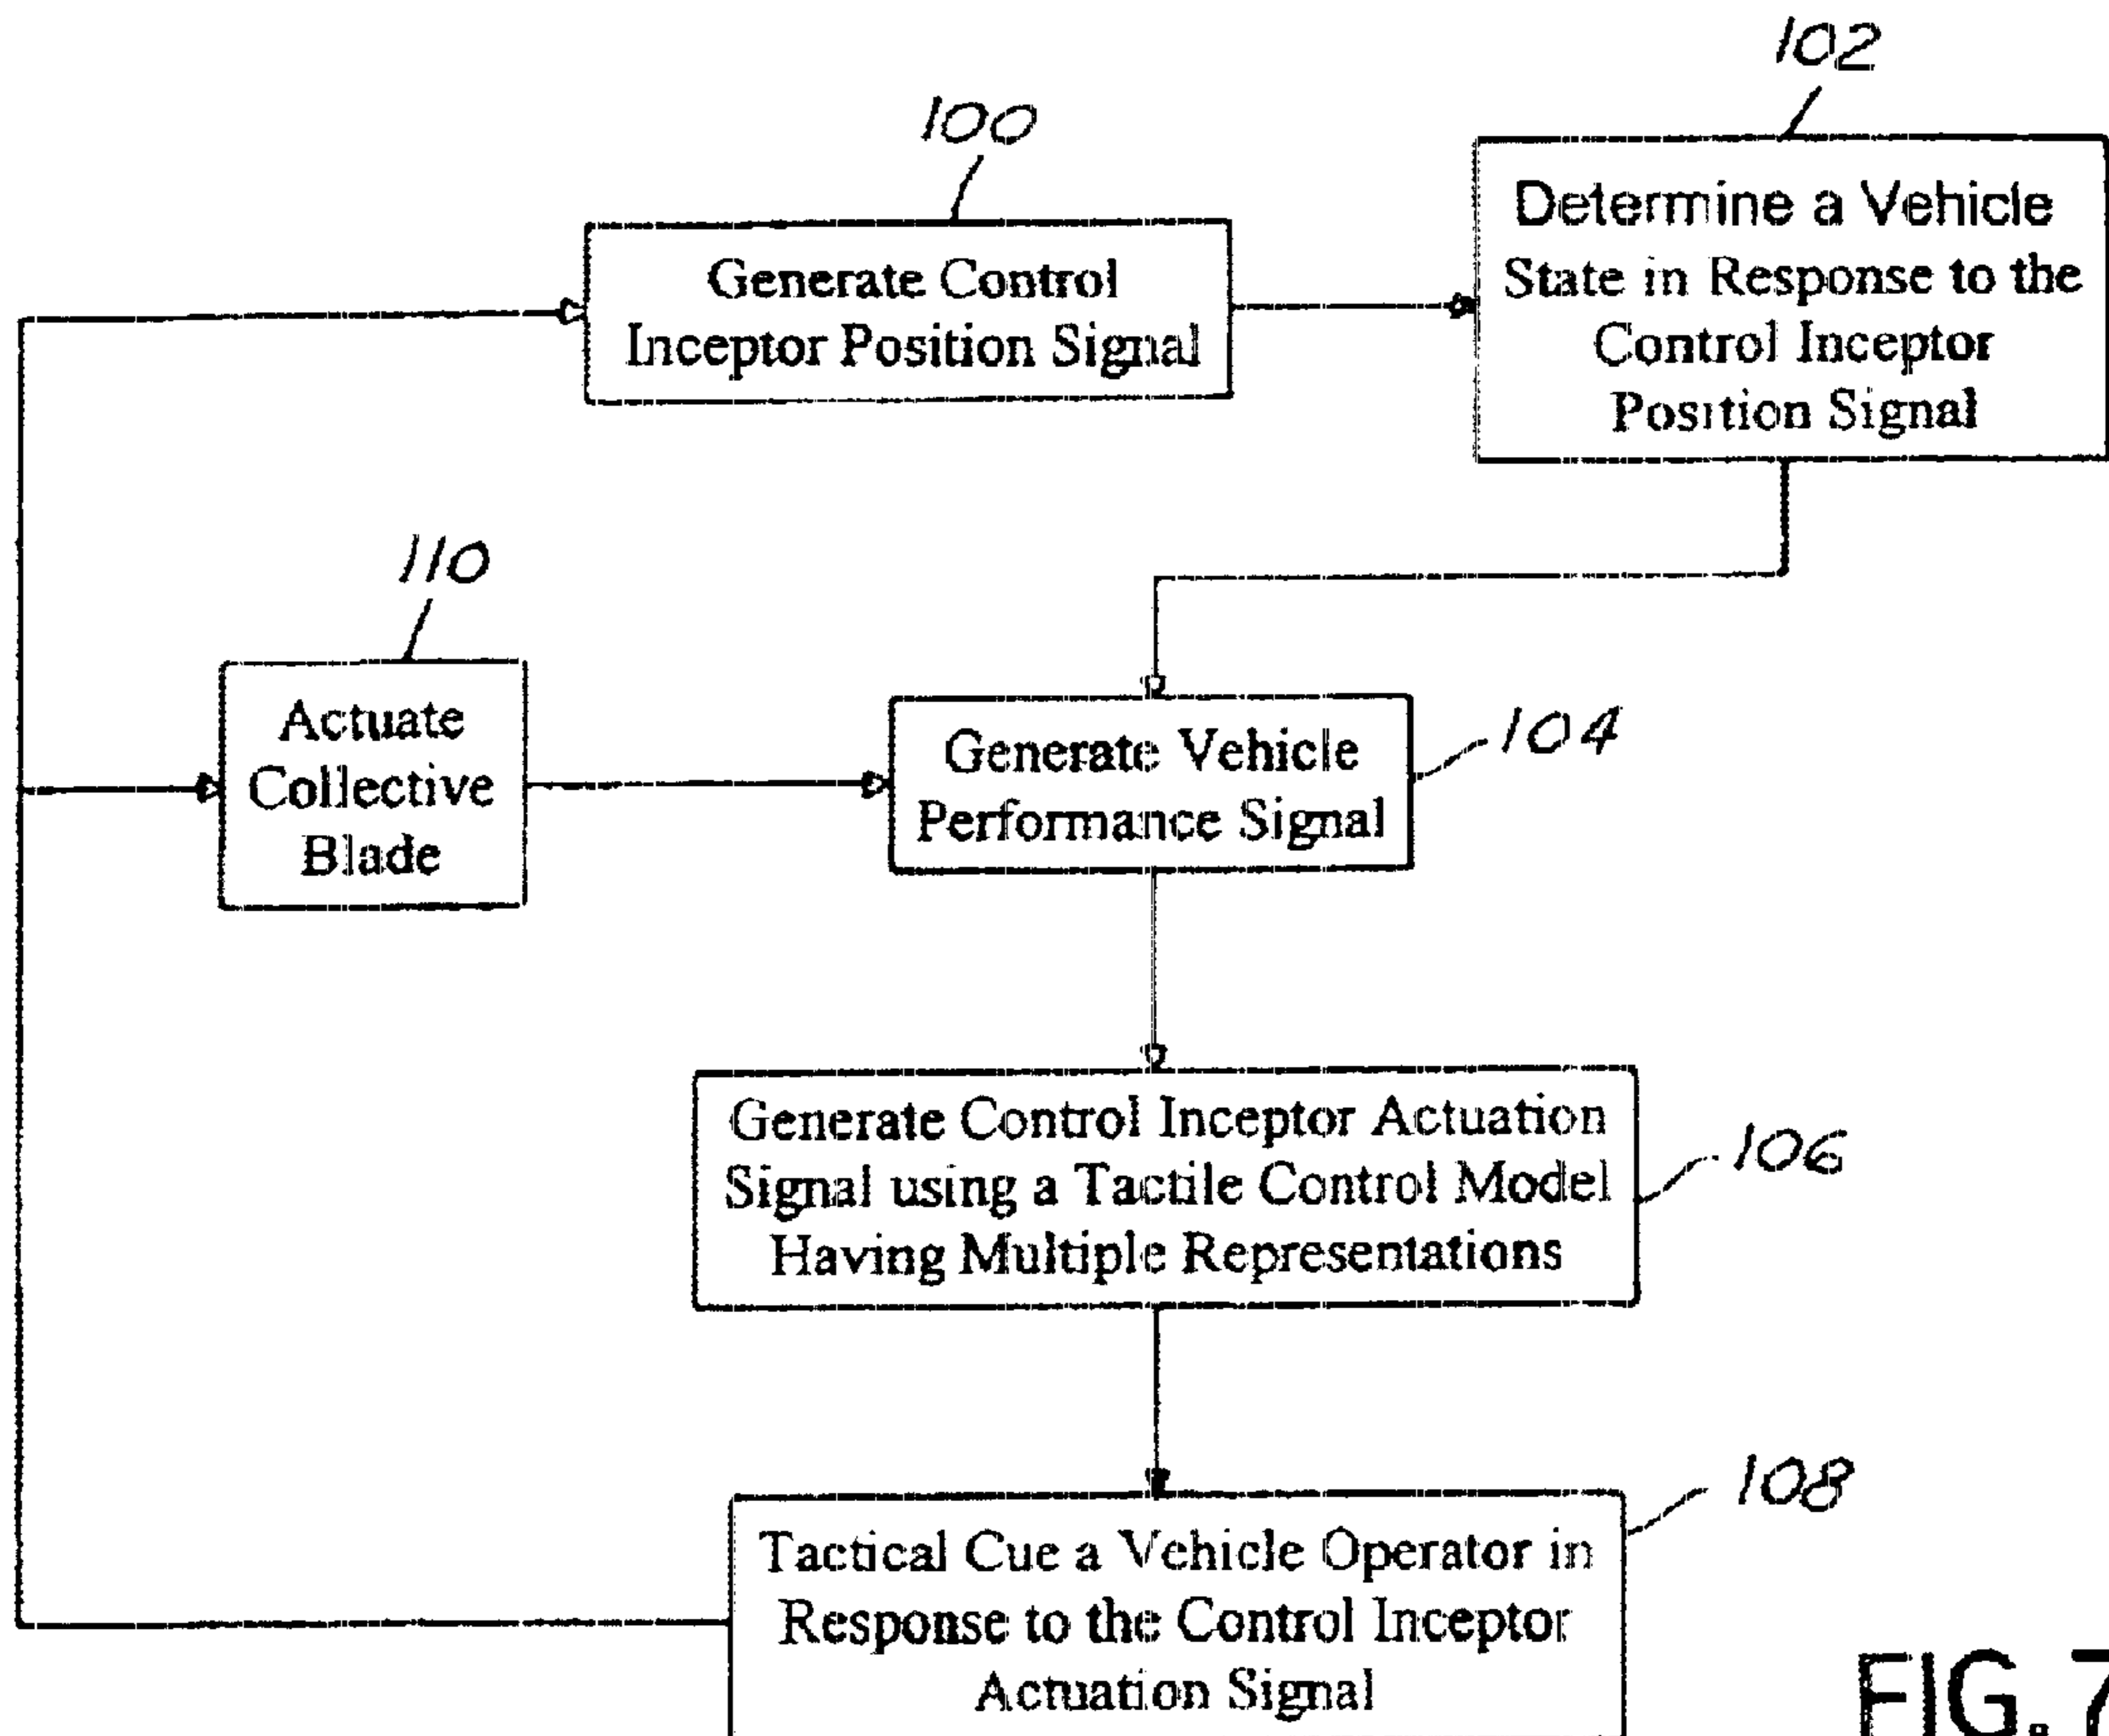 102
100
Determine a Vehicle
State in Response to the
Control Inceptor
Position Signal
Generate Control
Inceptor Position Signal
110
Actuate
Collective
Blade
104
Generate Vehicle
Performance Signal
106
Generate Control Inceptor Actuation
Signal using a Tactile Control Model
Having Multiple Representations
108
Tactical Cue a Vehicle Operator in
Response to the Control Inceptor
Actuation Signal
FIG. 7